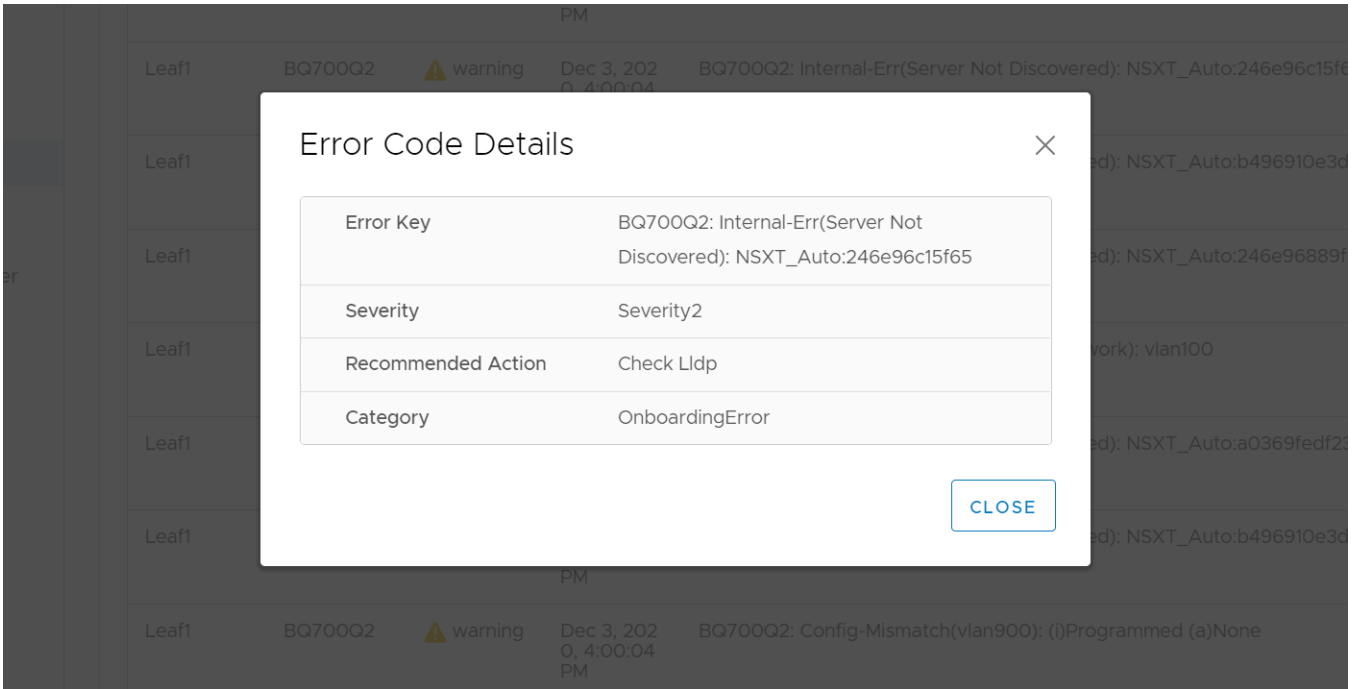 PM
Leaf1 BQ700Q2 warning Dec 3, 202 BQ700Q2: Internal-Err(Server Not Discovered): NSXT_Auto:246e96c15f6
0, 4:00:04
Error Code Details
Leaf1 ed): NSXT_Auto:b496910e3d
Error Key BQ700Q2: Internal-Err(Server Not
Discovered): NSXT_Auto:246e96c15f65
Leaf1 ed): NSXT_Auto:246e96889f
er
Severity Severity2
Leaf1 work): vlan100
Recommended Action Check Lldp
Category OnboardingError
Leaf1 ed): NSXT_Auto:a0369fedf23
CLOSE
Leaf1 ed): NSXT_Auto:b496910e3d
PM
Leaf1 BQ700Q2 warning Dec 3, 202 BQ700Q2: Config-Mismatch(vlan900): (i)Programmed (a)None
0, 4:00:04
PM